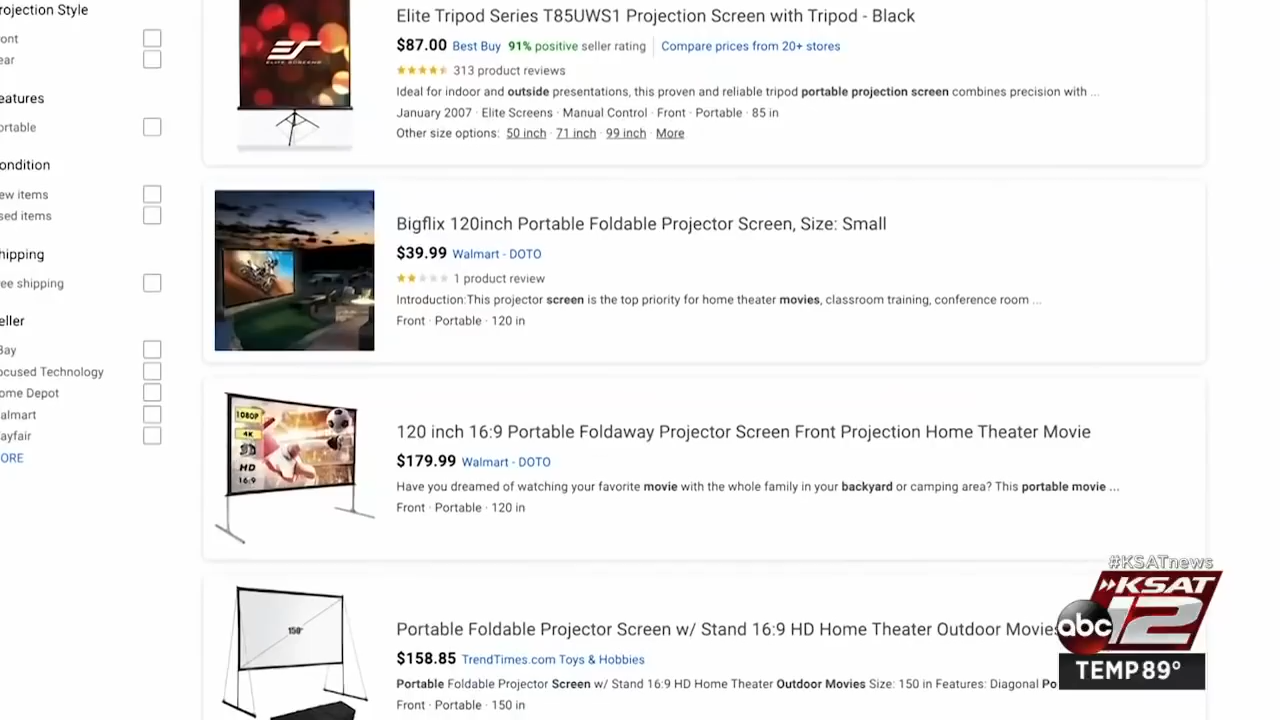 rojection Style
ont
ear
eatures
ortable
ondition
ew items
sed items
hipping
ee shipping
eller
Bay
ocused Technology
ome Depot
almart
ayfair
ORE
ELITE SCREENS
Elite Tripod Series T85UWS1 Projection Screen with Tripod - Black
$87.00 Best Buy 91% positive seller rating Compare prices from 20+ stores
313 product reviews
Ideal for indoor and outside presentations, this proven and reliable tripod portable projection screen combines precision with ...
January 2007 · Elite Screens · Manual Control · Front · Portable · 85 in
Other size options: 50 inch · 71 inch · 99 inch · More
Bigflix 120inch Portable Foldable Projector Screen, Size: Small
$39.99 Walmart - DOTO
1 product review
Introduction:This projector screen is the top priority for home theater movies, classroom training, conference room ...
Front · Portable · 120 in
1080P
4K
3D
HD
16:9
120 inch 16:9 Portable Foldaway Projector Screen Front Projection Home Theater Movie
$179.99 Walmart - DOTO
Have you dreamed of watching your favorite movie with the whole family in your backyard or camping area? This portable movie ...
Front · Portable · 120 in
150"
Portable Foldable Projector Screen w/ Stand 16:9 HD Home Theater Outdoor Movies
$158.85 TrendTimes.com Toys & Hobbies
Portable Foldable Projector Screen w/ Stand 16:9 HD Home Theater Outdoor Movies Size: 150 in Features: Diagonal Po
Front · Portable · 150 in
#KSATnews
KSAT
abc 12
TEMP 89°